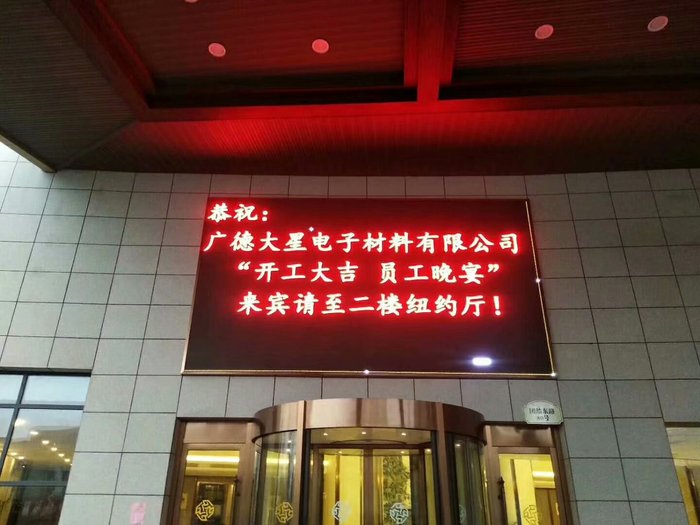 恭祝：
广德大星电子材料有限公司
“开工大吉 员工晚宴”
来宾请至二楼纽约厅！